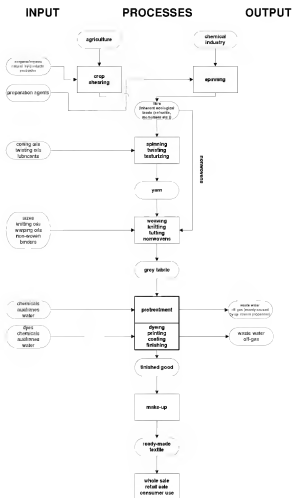 INPUT PROCESSES OUTPUT
agriculture
chemical
industry
crop
shearing
spinning
preparation agents
fibre
coning oils
twisting oils
lubricants
spinning
twisting
texturizing
nonwovens
yarn
sizes
knitting oils
warping oils
non-woven
binders
weaving
knitting
tufting
nonwovens
grey fabric
chemicals
auxiliaries
water
pretreatment
waste water
dyes
chemicals
auxiliaries
water
dyeing
printing
coating
finishing
waste water
off-gas
finished good
make-up
ready-made
textile
whole sale
retail sale
consumer use